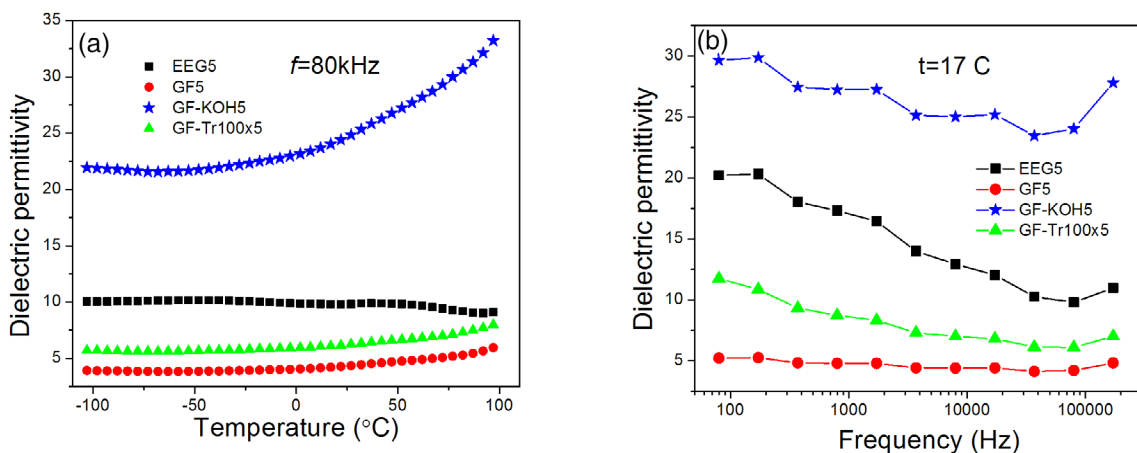 (a)
f=80kHz
EEG5
GF5
GF-KOH5
GF-Tr100x5
Dielectric permittivity
35
30
25
20
15
10
5
-100 -50 0 50 100
Temperature (°C)
(b)
t=17 C
EEG5
GF5
GF-KOH5
GF-Tr100x5
Dielectric permittivity
30
25
20
15
10
5
100 1000 10000 100000
Frequency (Hz)